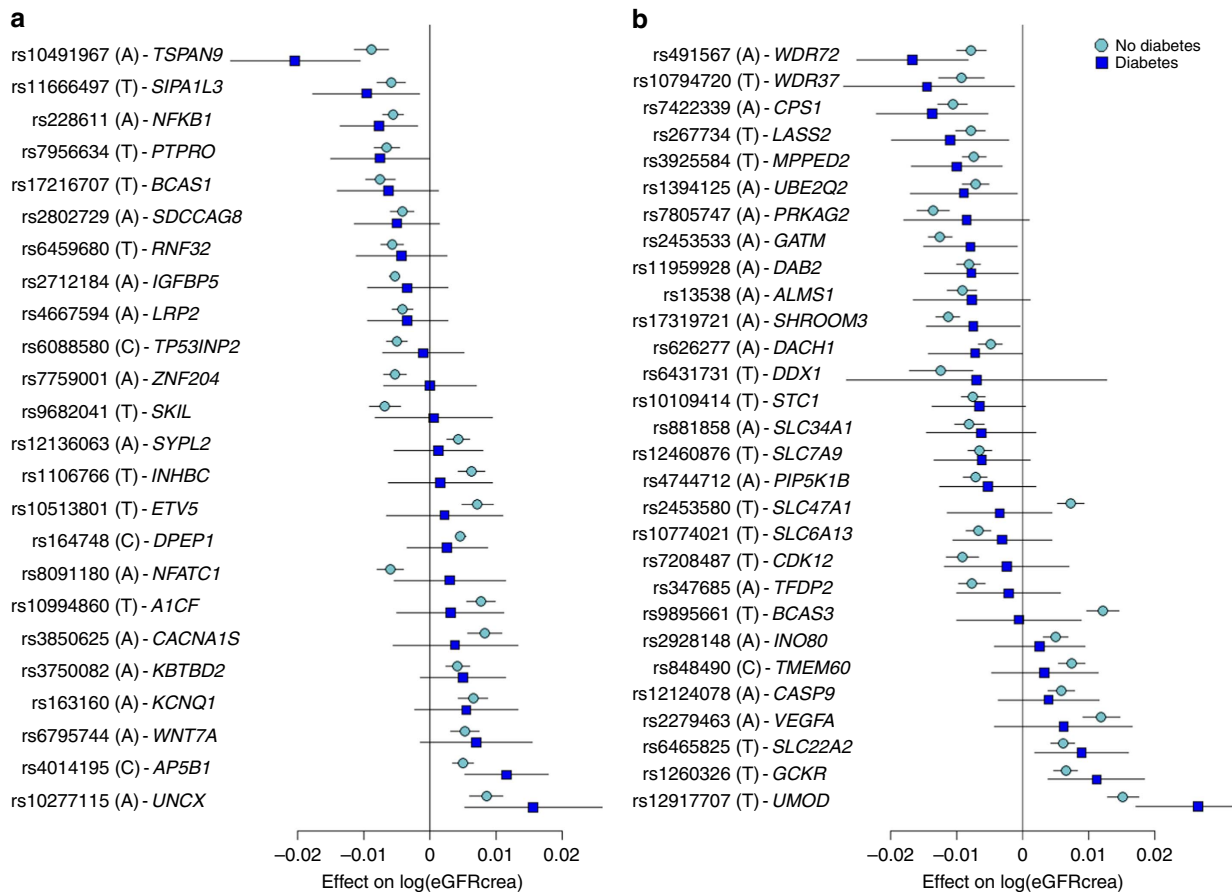 a
rs10491967 (A) - TSPAN9
rs11666497 (T) - SIPA1L3
rs228611 (A) - NFKB1
rs7956634 (T) - PTPRO
rs17216707 (T) - BCAS1
rs2802729 (A) - SDCCAG8
rs6459680 (T) - RNF32
rs2712184 (A) - IGFBP5
rs4667594 (A) - LRP2
rs6088580 (C) - TP53INP2
rs7759001 (A) - ZNF204
rs9682041 (T) - SKIL
rs12136063 (A) - SYPL2
rs1106766 (T) - INHBC
rs10513801 (T) - ETV5
rs164748 (C) - DPEP1
rs8091180 (A) - NFATC1
rs10994860 (T) - A1CF
rs3850625 (A) - CACNA1S
rs3750082 (A) - KBTBD2
rs163160 (A) - KCNQ1
rs6795744 (A) - WNT7A
rs4014195 (C) - AP5B1
rs10277115 (A) - UNCX
−0.02 −0.01 0 0.01 0.02
Effect on log(eGFRcrea)
b
No diabetes
Diabetes
rs491567 (A) - WDR72
rs10794720 (T) - WDR37
rs7422339 (A) - CPS1
rs267734 (T) - LASS2
rs3925584 (T) - MPPED2
rs1394125 (A) - UBE2Q2
rs7805747 (A) - PRKAG2
rs2453533 (A) - GATM
rs11959928 (A) - DAB2
rs13538 (A) - ALMS1
rs17319721 (A) - SHROOM3
rs626277 (A) - DACH1
rs6431731 (T) - DDX1
rs10109414 (T) - STC1
rs881858 (A) - SLC34A1
rs12460876 (T) - SLC7A9
rs4744712 (A) - PIP5K1B
rs2453580 (T) - SLC47A1
rs10774021 (T) - SLC6A13
rs7208487 (T) - CDK12
rs347685 (A) - TFDP2
rs9895661 (T) - BCAS3
rs2928148 (A) - INO80
rs848490 (C) - TMEM60
rs12124078 (A) - CASP9
rs2279463 (A) - VEGFA
rs6465825 (T) - SLC22A2
rs1260326 (T) - GCKR
rs12917707 (T) - UMOD
−0.02 −0.01 0 0.01 0.02
Effect on log(eGFRcrea)